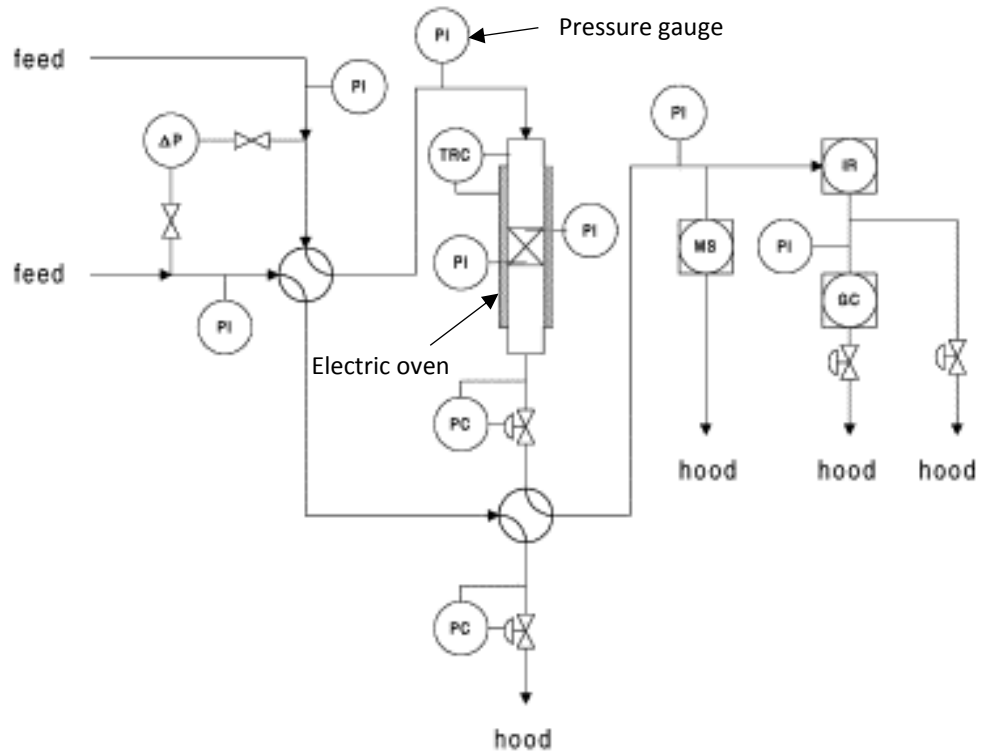 PI
Pressure gauge
feed
PI
PI
ΔP
TRC
IR
PI
MS
PI
PI
feed
GC
PI
Electric oven
PC
hood
hood
hood
PC
hood